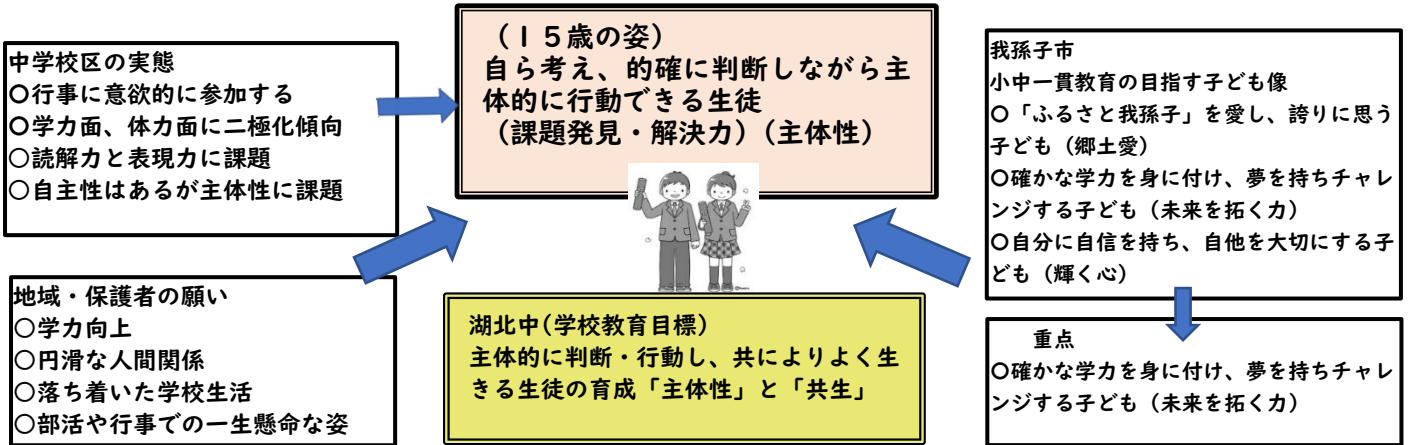 中学校区の実態
〇行事に意欲的に参加する
〇学力面、体力面に二極化傾向
〇読解力と表現力に課題
〇自主性はあるが主体性に課題
地域・保護者の願い
〇学力向上
〇円滑な人間関係
〇落ち着いた学校生活
〇部活や行事での一生懸命な姿
（１５歳の姿）
自ら考え、的確に判断しながら主
体的に行動できる生徒
（課題発見・解決力）（主体性）
湖北中(学校教育目標)
主体的に判断・行動し、共によりよく生
きる生徒の育成「主体性」と「共生」
我孫子市
小中一貫教育の目指す子ども像
〇「ふるさと我孫子」を愛し、誇りに思う
子ども（郷土愛）
〇確かな学力を身に付け、夢を持ちチャレ
ンジする子ども（未来を拓く力）
〇自分に自信を持ち、自他を大切にする子
ども（輝く心）
重点
〇確かな学力を身に付け、夢を持ちチャレ
ンジする子ども（未来を拓く力）